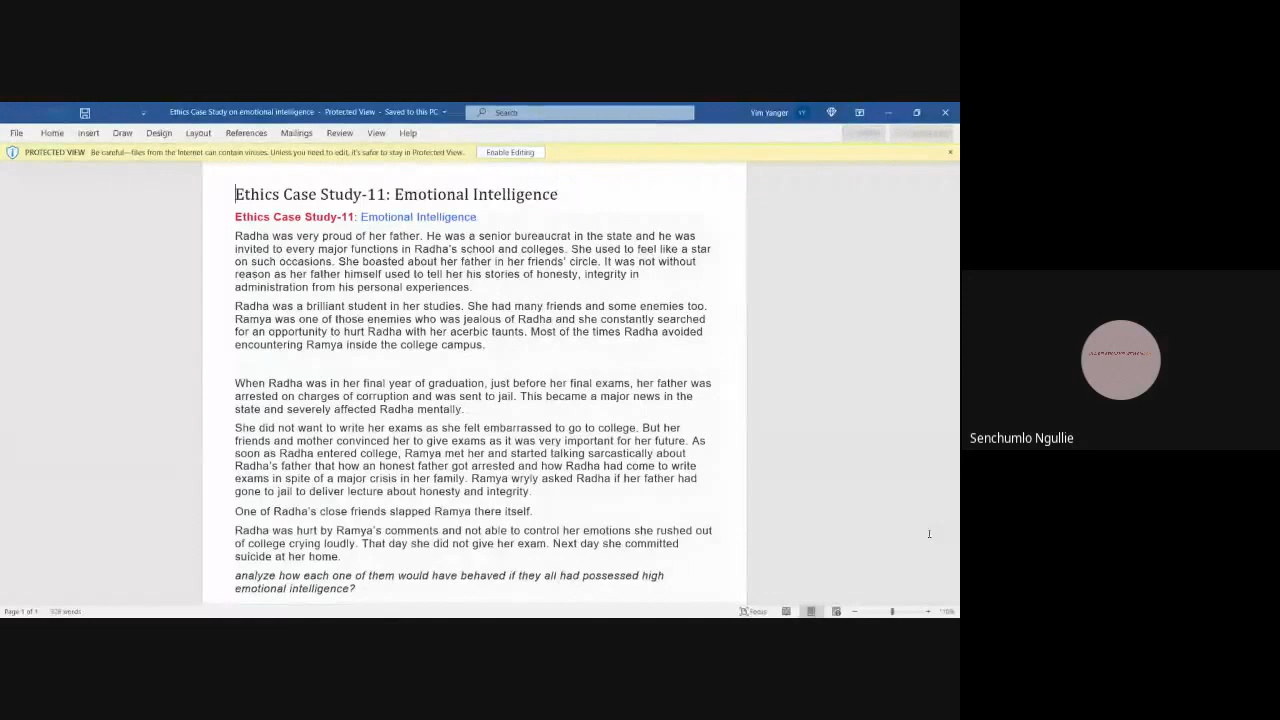 Ethics Case Study on emotional intelligence - Protected View - Saved to this PC
Search
Yim Yanger
YY
File Home Insert Draw Design Layout References Mailings Review View Help
PROTECTED VIEW Be careful—files from the Internet can contain viruses. Unless you need to edit, it's safer to stay in Protected View. Enable Editing
Ethics Case Study-11: Emotional Intelligence
Ethics Case Study-11: Emotional Intelligence
Radha was very proud of her father. He was a senior bureaucrat in the state and he was
invited to every major functions in Radha's school and colleges. She used to feel like a star
on such occasions. She boasted about her father in her friends' circle. It was not without
reason as her father himself used to tell her his stories of honesty, integrity in
administration from his personal experiences.
Radha was a brilliant student in her studies. She had many friends and some enemies too.
Ramya was one of those enemies who was jealous of Radha and she constantly searched
for an opportunity to hurt Radha with her acerbic taunts. Most of the times Radha avoided
encountering Ramya inside the college campus.
When Radha was in her final year of graduation, just before her final exams, her father was
arrested on charges of corruption and was sent to jail. This became a major news in the
state and severely affected Radha mentally.
She did not want to write her exams as she felt embarrassed to go to college. But her
friends and mother convinced her to give exams as it was very important for her future. As
soon as Radha entered college, Ramya met her and started talking sarcastically about
Radha's father that how an honest father got arrested and how Radha had come to write
exams in spite of a major crisis in her family. Ramya wryly asked Radha if her father had
gone to jail to deliver lecture about honesty and integrity.
One of Radha's close friends slapped Ramya there itself.
Radha was hurt by Ramya's comments and not able to control her emotions she rushed out
of college crying loudly. That day she did not give her exam. Next day she committed
suicide at her home.
analyze how each one of them would have behaved if they all had possessed high
emotional intelligence?
Page 1 of 1
words
Focus
Senchumlo Ngullie